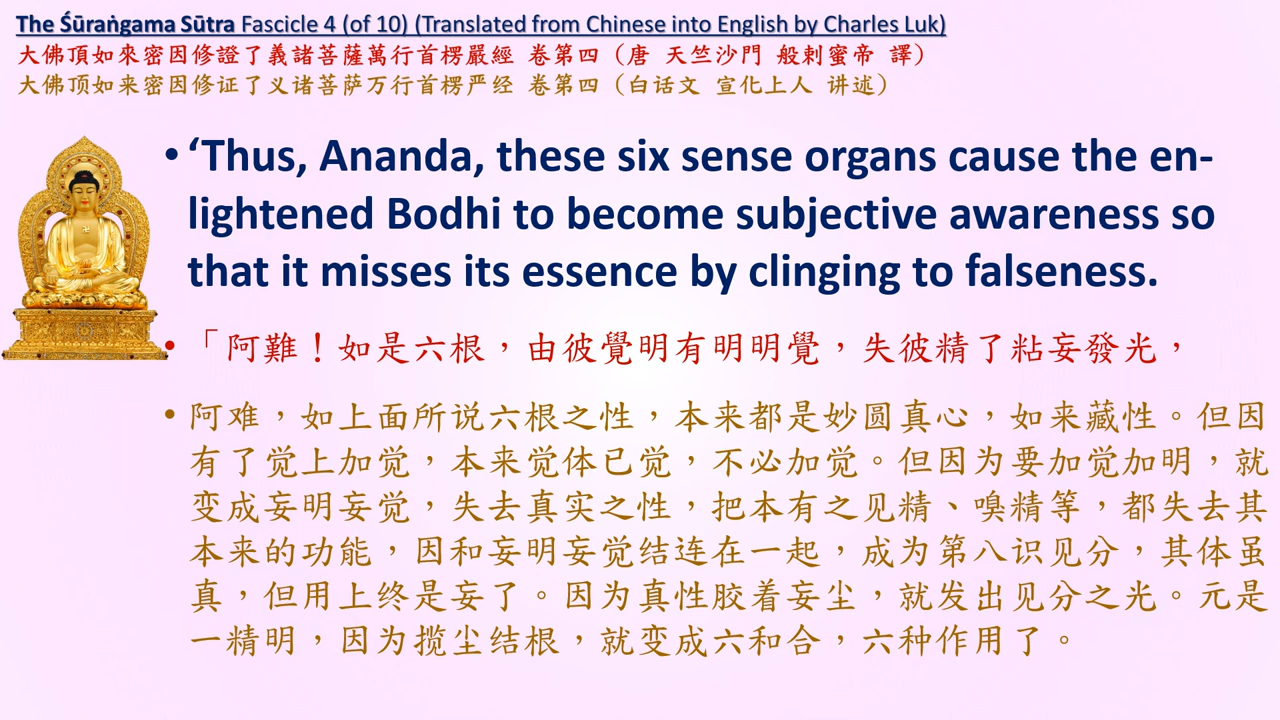 The Śūraṅgama Sūtra Fascicle 4 (of 10) (Translated from Chinese into English by Charles Luk)
大佛頂如來密因修證了義諸菩薩萬行首楞嚴經 卷第四（唐 天竺沙門 般剌蜜帝 譯）
大佛顶如来密因修证了义诸菩萨万行首楞严经 卷第四（白话文 宣化上人 讲述）
• ‘Thus, Ananda, these six sense organs cause the en-
lightened Bodhi to become subjective awareness so
that it misses its essence by clinging to falseness.
• 「阿難！如是六根，由彼覺明有明明覺，失彼精了粘妄發光，
• 阿难，如上面所说六根之性，本来都是妙圆真心，如来藏性。但因
有了觉上加觉，本来觉体已觉，不必加觉。但因为要加觉加明，就
变成妄明妄觉，失去真实之性，把本有之见精、嗅精等，都失去其
本来的功能，因和妄明妄觉结连在一起，成为第八识见分，其体虽
真，但用上终是妄了。因为真性胶着妄尘，就发出见分之光。元是
一精明，因为揽尘结根，就变成六和合，六种作用了。